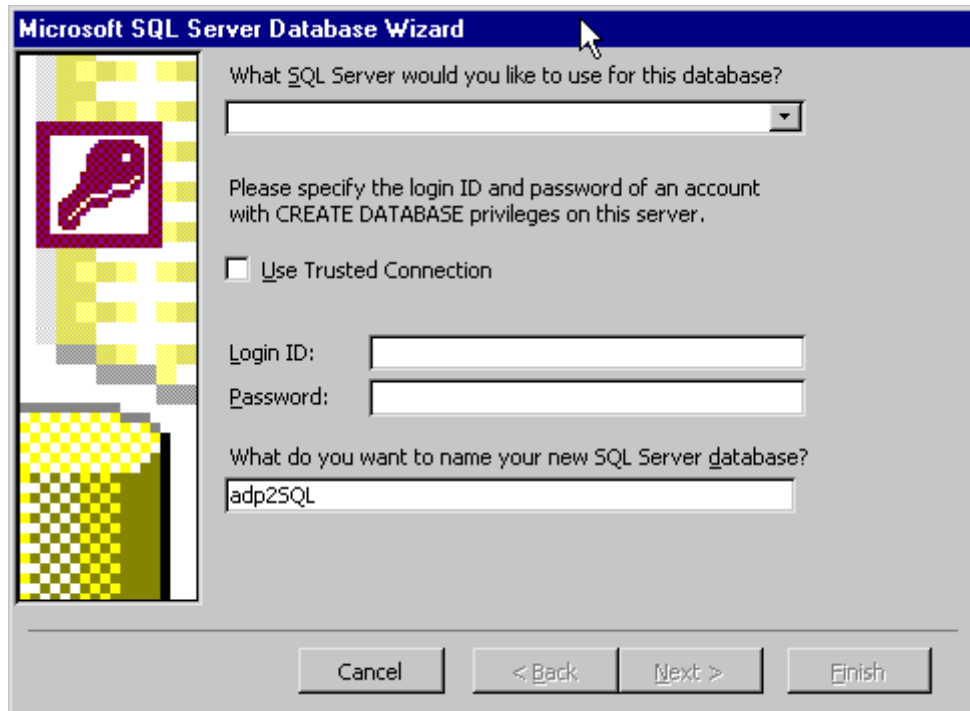 Microsoft SQL Server Database Wizard
What SQL Server would you like to use for this database?
Please specify the login ID and password of an account
with CREATE DATABASE privileges on this server.
Use Trusted Connection
Login ID:
Password:
What do you want to name your new SQL Server database?
adp2SQL
Cancel < Back Next > Finish